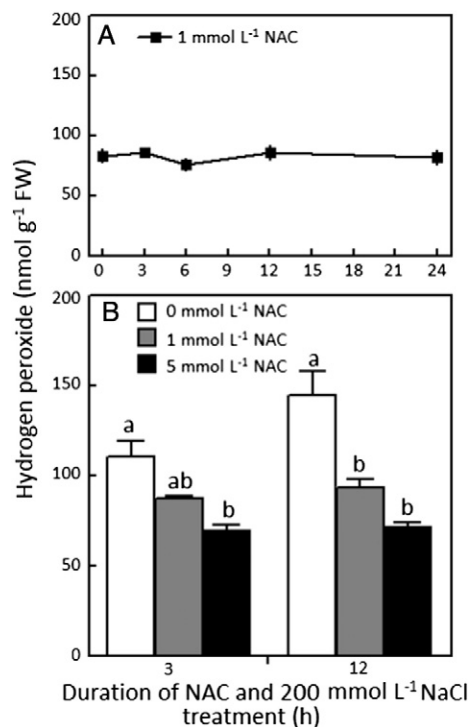 Hydrogen peroxide (nmol g⁻¹ FW)
A
1 mmol L⁻¹ NAC
200
150
100
50
0
0 3 6 9 12 15 18 21 24
B
0 mmol L⁻¹ NAC
1 mmol L⁻¹ NAC
5 mmol L⁻¹ NAC
200
150
100
50
0
a ab b
a b b
3 12
Duration of NAC and 200 mmol L⁻¹ NaCl
treatment (h)